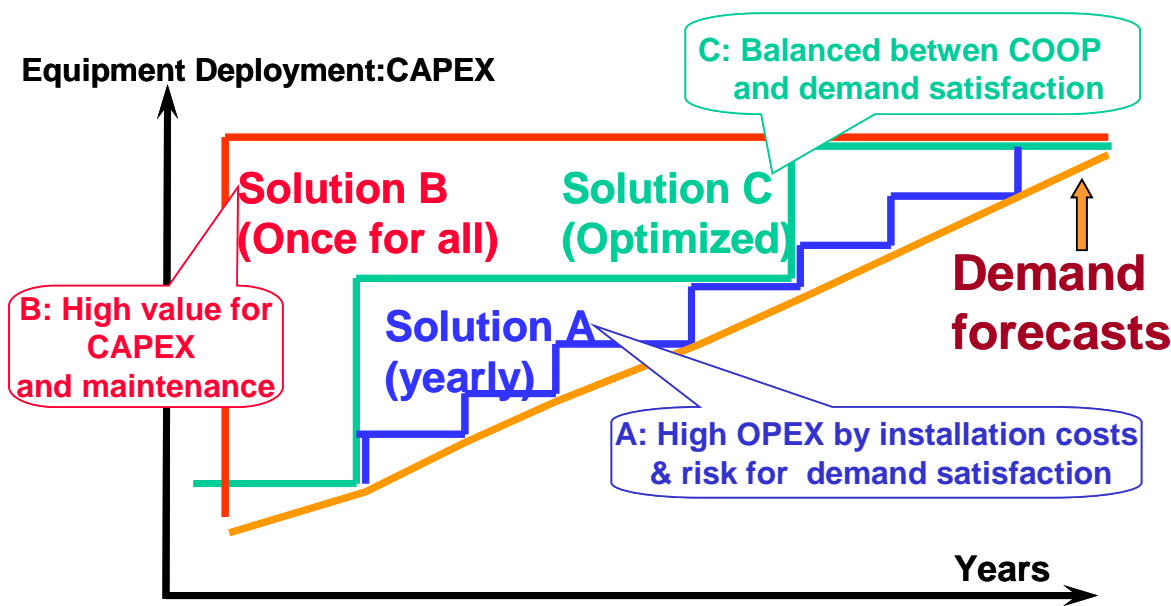 Equipment Deployment:CAPEX
C: Balanced betwen COOP
and demand satisfaction
Solution B
(Once for all)
Solution C
(Optimized)
B: High value for
CAPEX
and maintenance
Solution A
(yearly)
Demand
forecasts
A: High OPEX by installation costs
& risk for demand satisfaction
Years